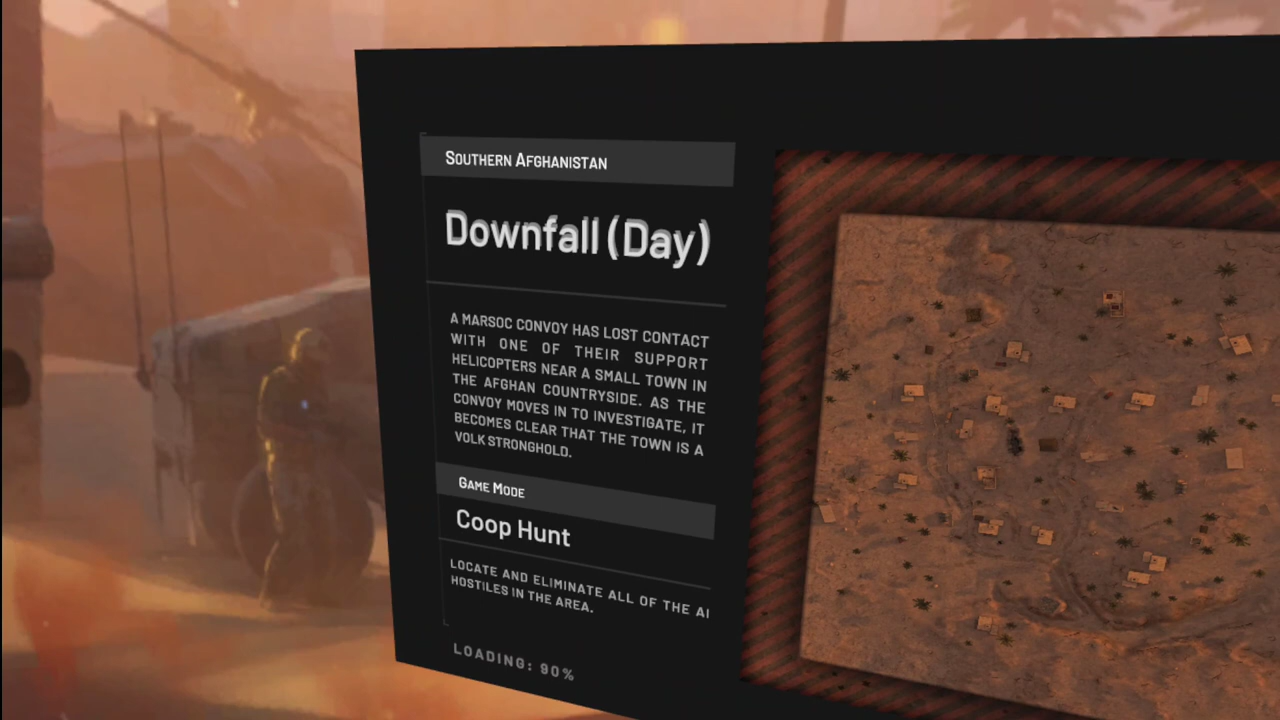 Southern Afghanistan
Downfall (Day)
A MARSOC CONVOY HAS LOST CONTACT
WITH ONE OF THEIR SUPPORT
HELICOPTERS NEAR A SMALL TOWN IN
THE AFGHAN COUNTRYSIDE. AS THE
CONVOY MOVES IN TO INVESTIGATE, IT
BECOMES CLEAR THAT THE TOWN IS A
VOLK STRONGHOLD.
Game Mode
Coop Hunt
LOCATE AND ELIMINATE ALL OF THE AI
HOSTILES IN THE AREA.
LOADING: 90%